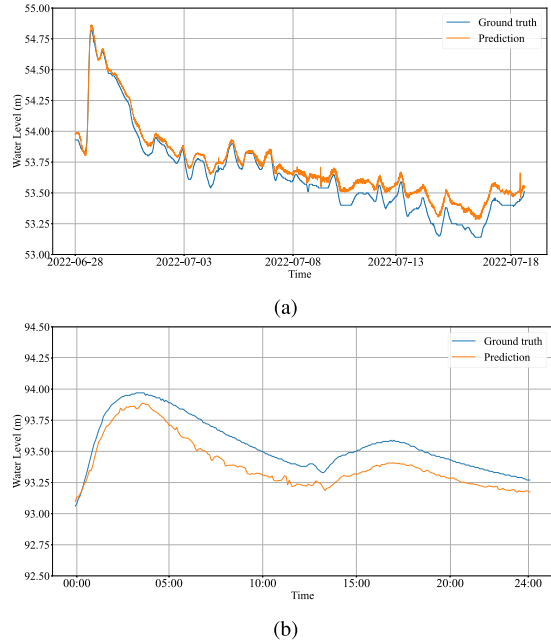 55.00
54.75
54.50
54.25
54.00
53.75
53.50
53.25
53.00
Water Level (m)
Ground truth
Prediction
2022-06-28 2022-07-03 2022-07-08 2022-07-13 2022-07-18
Time
(a)
94.50
94.25
94.00
93.75
93.50
93.25
93.00
92.75
92.50
Water Level (m)
Ground truth
Prediction
00:00 05:00 10:00 15:00 20:00 24:00
Time
(b)